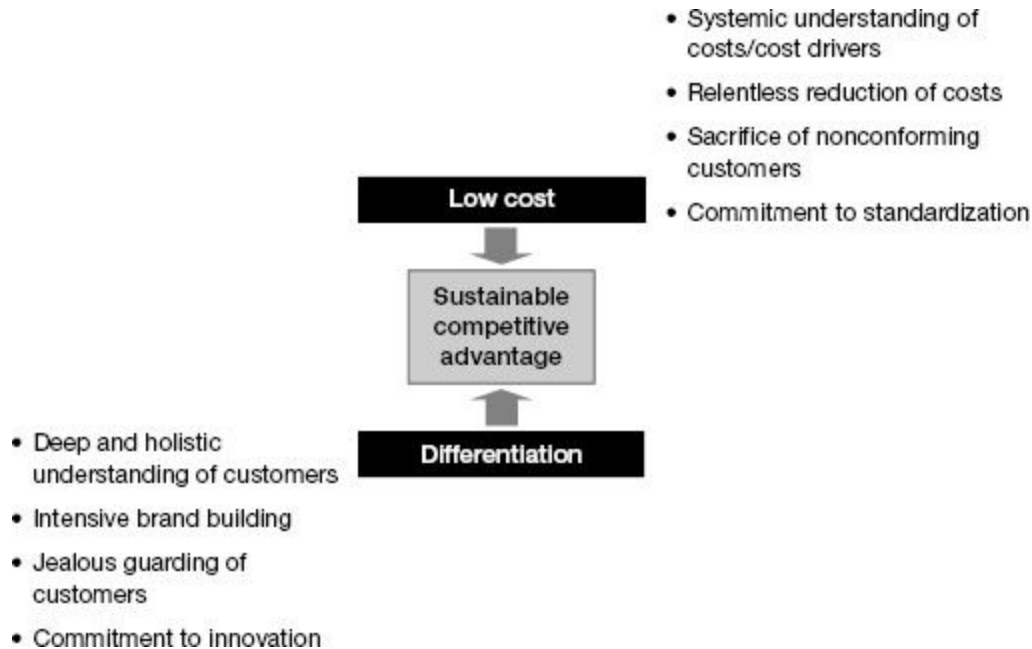 • Systemic understanding of
costs/cost drivers
• Relentless reduction of costs
• Sacrifice of nonconforming
customers
• Commitment to standardization
Low cost
Sustainable
competitive
advantage
Differentiation
• Deep and holistic
understanding of customers
• Intensive brand building
• Jealous guarding of
customers
• Commitment to innovation